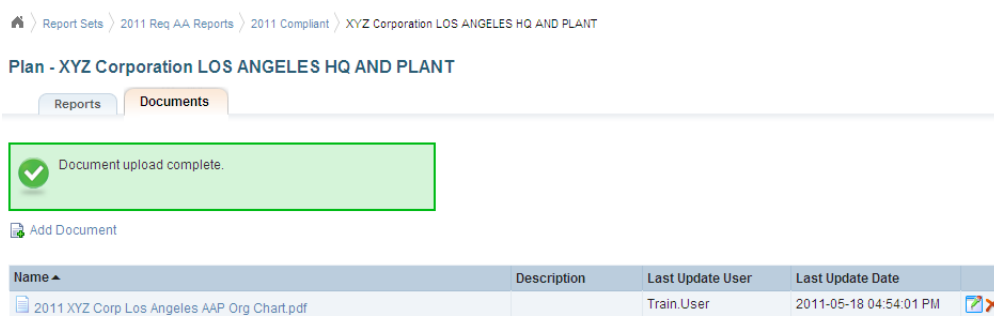 Report Sets 2011 Req AA Reports 2011 Compliant XYZ Corporation LOS ANGELES HQ AND PLANT
Plan - XYZ Corporation LOS ANGELES HQ AND PLANT
Reports Documents
Document upload complete.
Add Document
Name Description Last Update User Last Update Date
2011 XYZ Corp Los Angeles AAP Org Chart.pdf Train.User 2011-05-18 04:54:01 PM